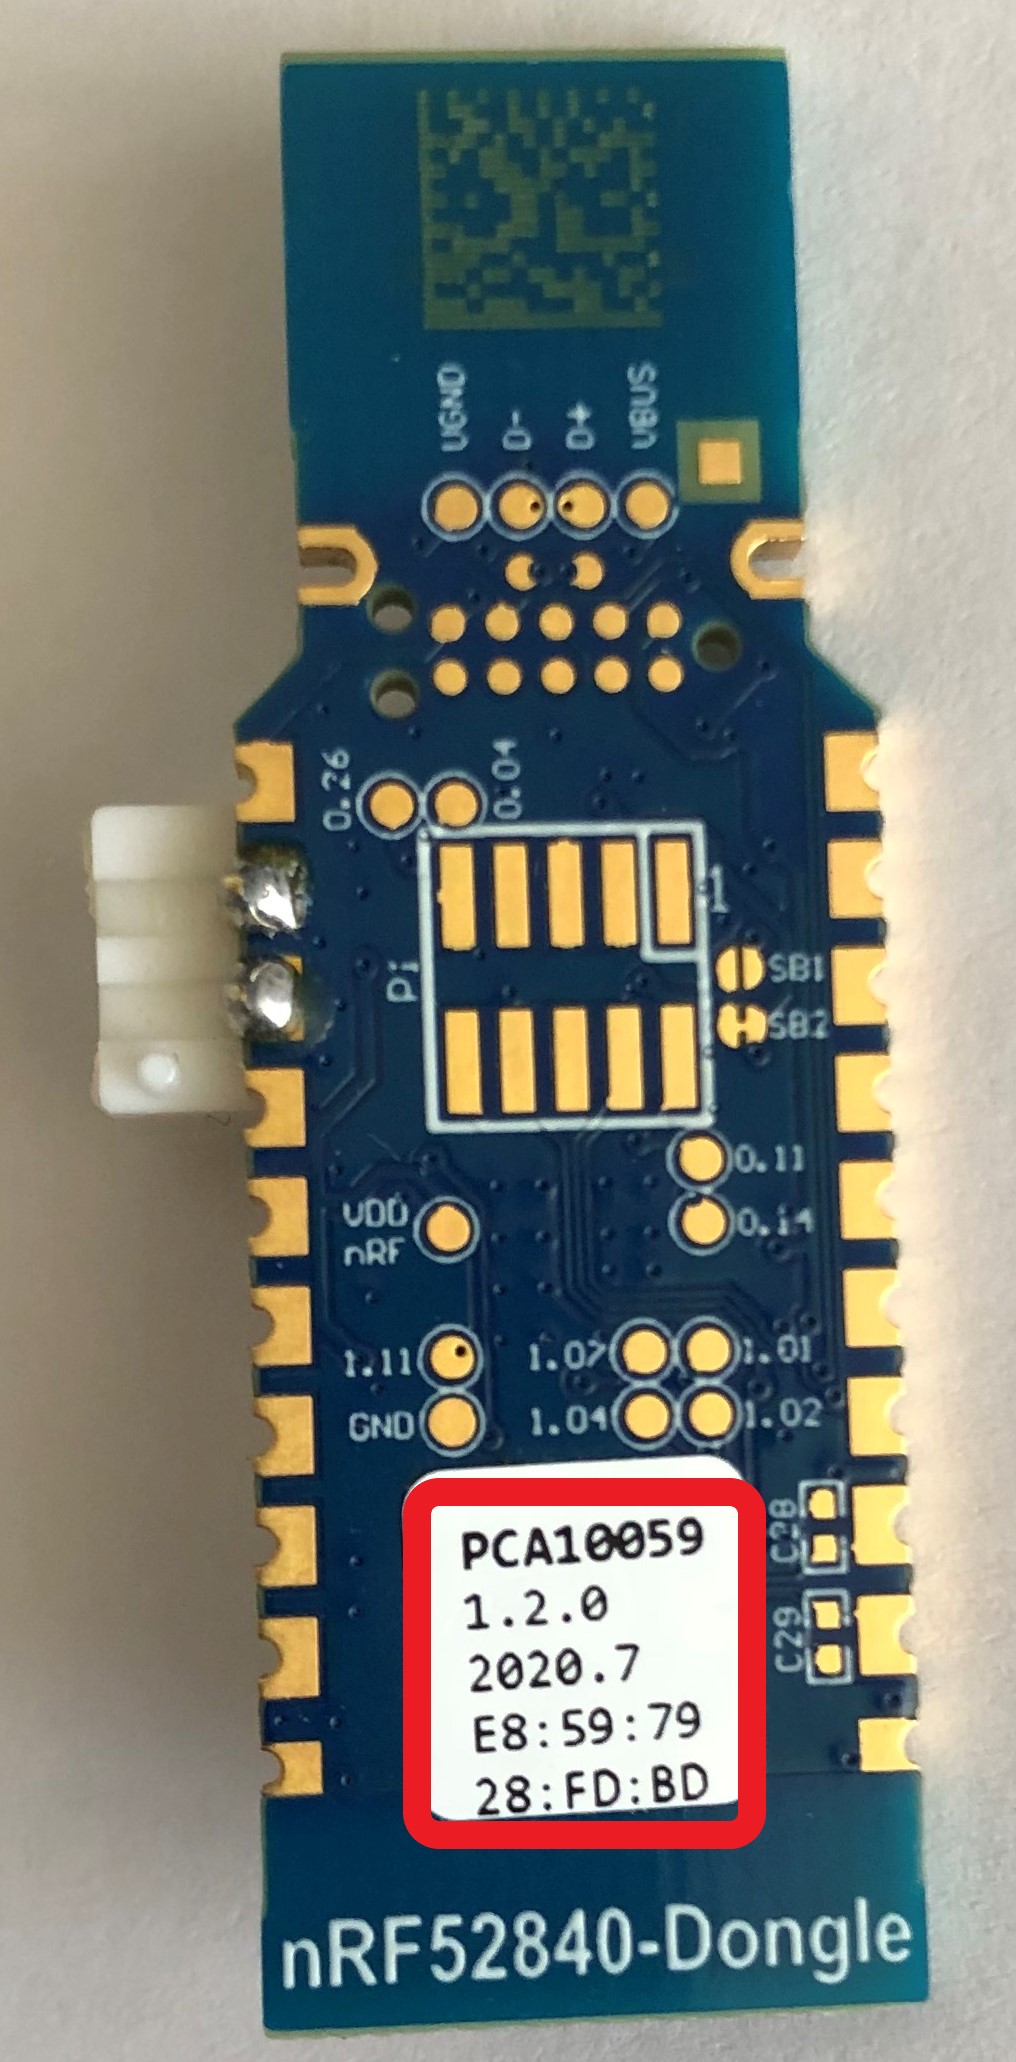 UGND
D-
D+
VBUS
0.26
0.04
1
Pi
SB1
SB2
0.11
0.14
VDD
nRF
1.11
1.07
1.01
GND
1.04
1.02
C28
C29
PCA10059
1.2.0
2020.7
E8:59:79
28:FD:BD
nRF52840-Dongle